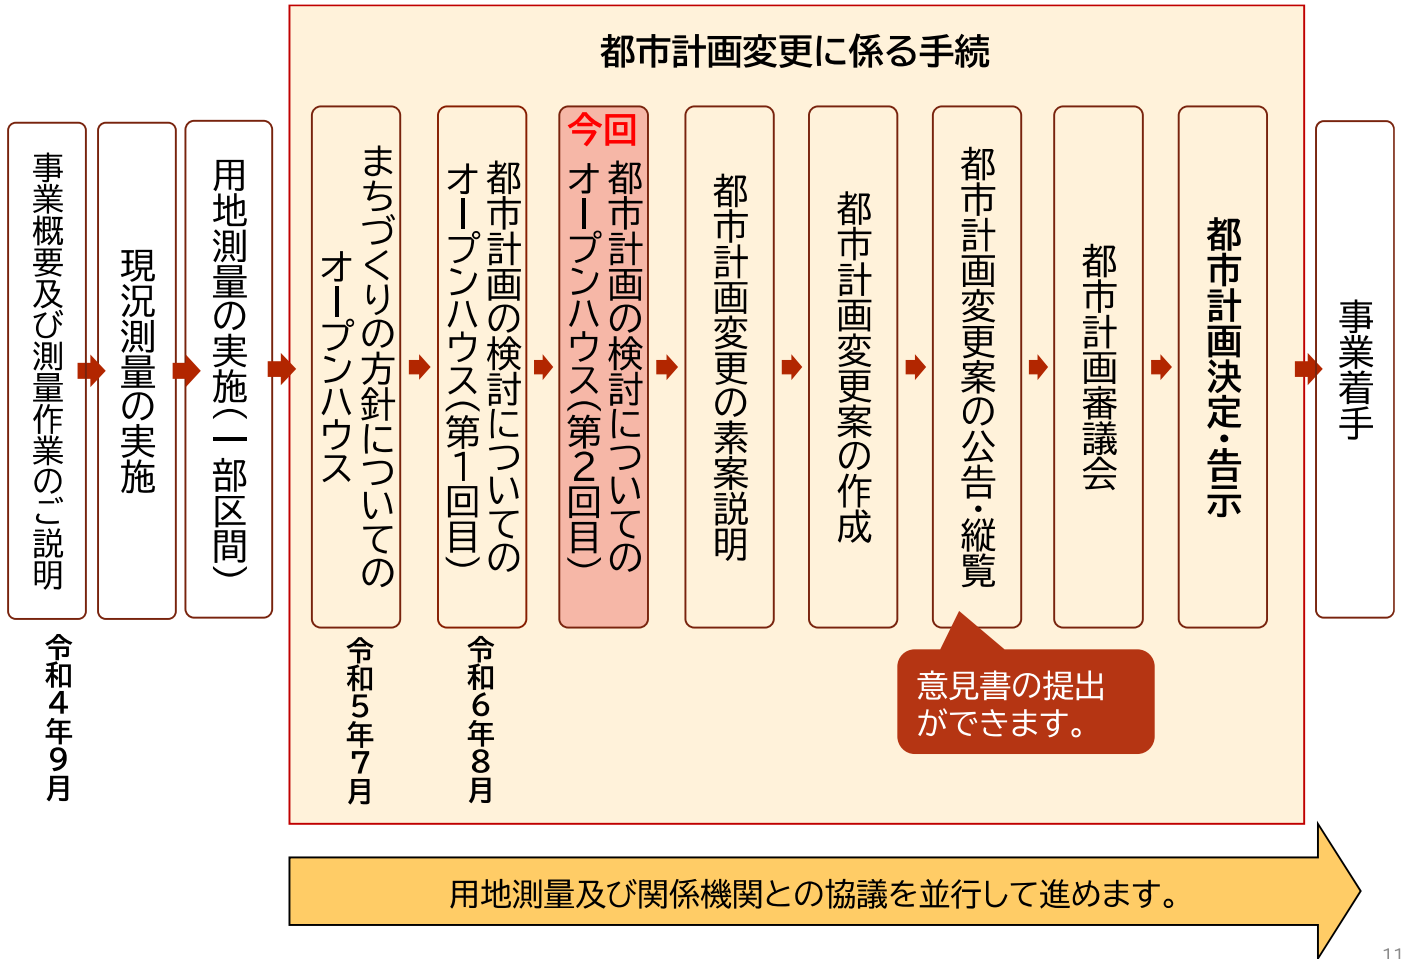 都市計画変更に係る手続
事業概要及び測量作業のご説明
令和４年９月
現況測量の実施
用地測量の実施（一部区間）
まちづくりの方針についての
オープンハウス
令和５年７月
都市計画の検討についての
オープンハウス（第１回目）
令和６年８月
今回
都市計画の検討についての
オープンハウス（第２回目）
都市計画変更の素案説明
都市計画変更案の作成
都市計画変更案の公告・縦覧
意見書の提出
ができます。
都市計画審議会
都市計画決定・告示
事業着手
用地測量及び関係機関との協議を並行して進めます。
11